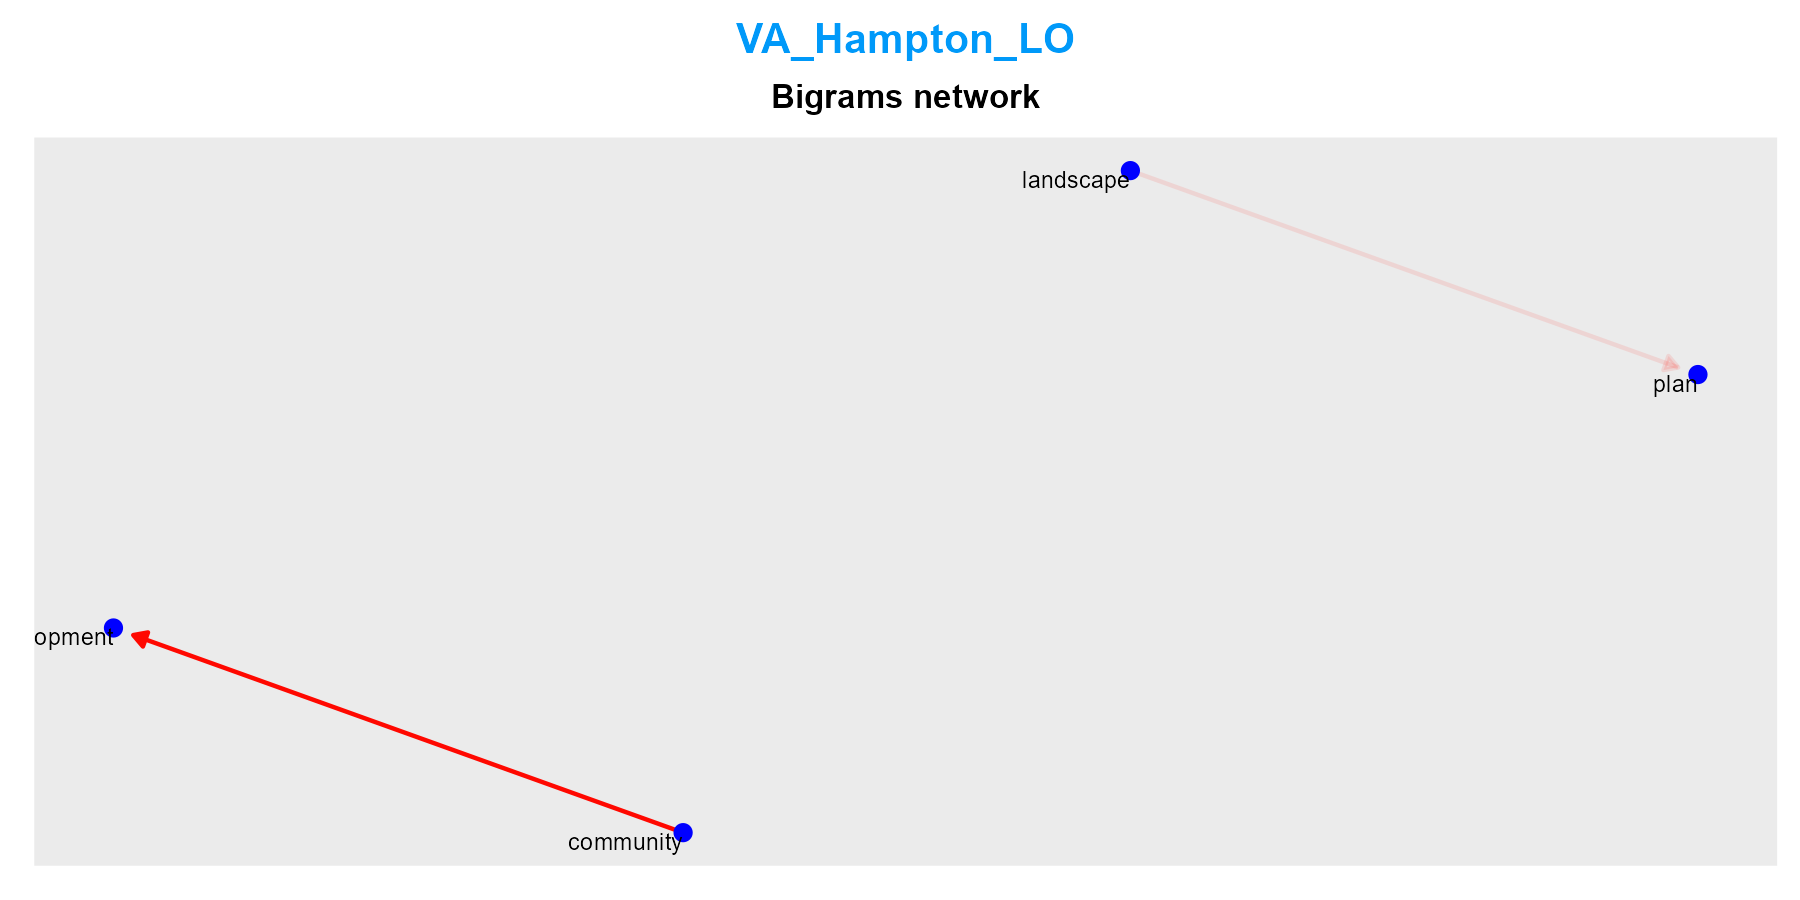 VA_Hampton_LO
Bigrams network
landscape
plan
opment
community